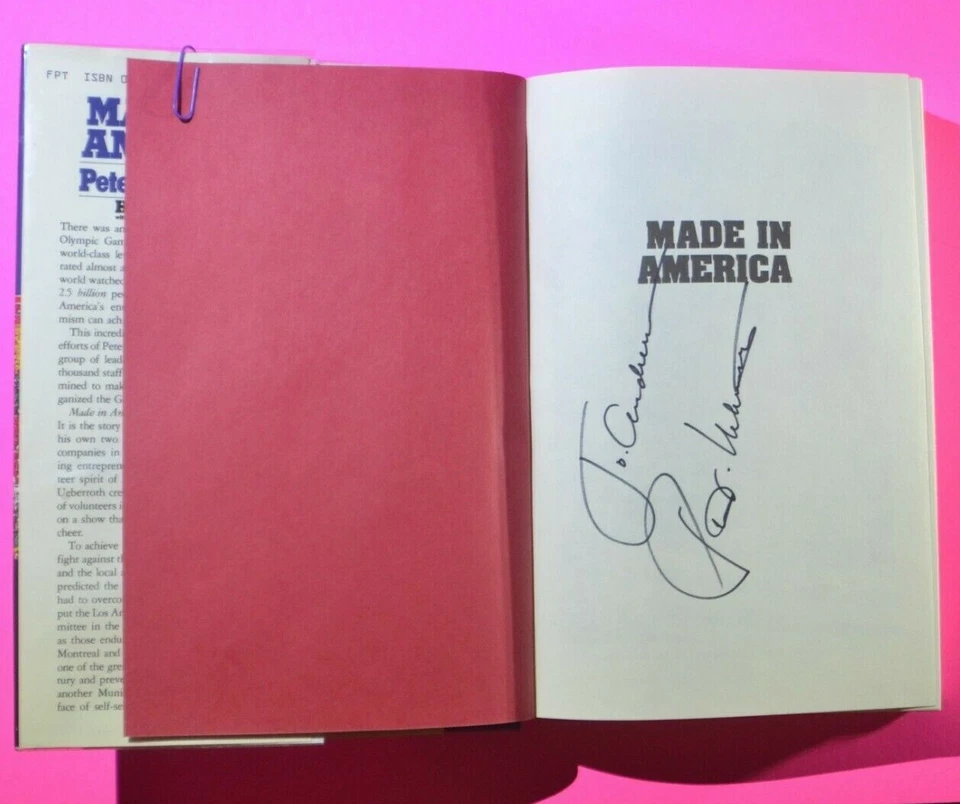 FPT ISBN
MA
AM
Pete
There was an
Olympic Gam
world-class le
rated almost a
world watched
2.5 billion pe
America's en
mism can ach
This incredi
efforts of Pete
group of lead
thousand staff
mined to mak
ganized the G
Made in Am
It is the story
his own two
companies in
ing entrepren
teer spirit of
Ueberroth cre
of volunteers i
on a show tha
cheer.
To achieve
fight against th
and the local
predicted the
had to overco
put the Los An
mittee in the
as those endu
Montreal and
one of the gre
tury and preve
another Muni
face of self-se
MADE IN
AMERICA
To Andrew